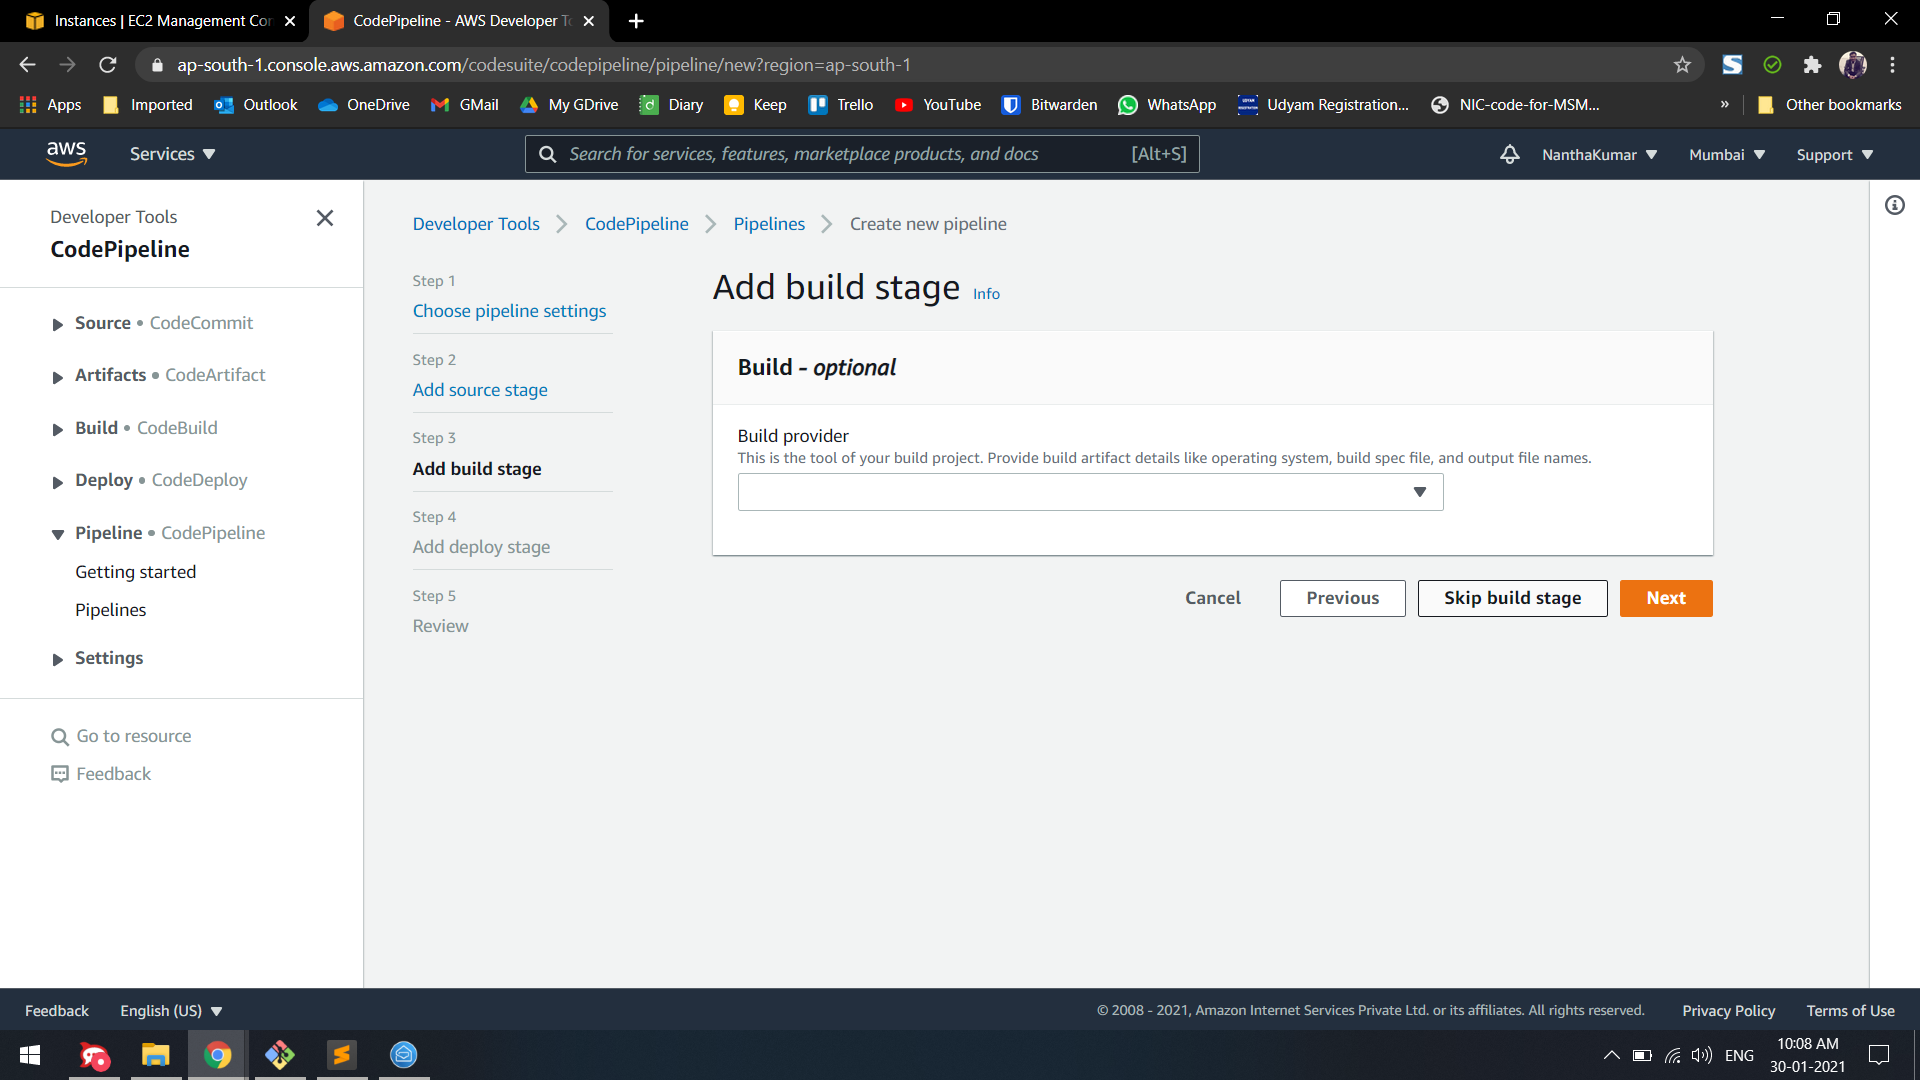 Instances | EC2 Management Con
CodePipeline - AWS Developer To
ap-south-1.console.aws.amazon.com/codesuite/codepipeline/pipeline/new?region=ap-south-1
Apps Imported Outlook OneDrive GMail My GDrive Diary Keep Trello YouTube Bitwarden WhatsApp Udyam Registration... NIC-code-for-MSM... » Other bookmarks
aws Services Search for services, features, marketplace products, and docs [Alt+S] NanthaKumar Mumbai Support
Developer Tools
CodePipeline
Source • CodeCommit
Artifacts • CodeArtifact
Build • CodeBuild
Deploy • CodeDeploy
Pipeline • CodePipeline
Getting started
Pipelines
Settings
Go to resource
Feedback
Developer Tools > CodePipeline > Pipelines > Create new pipeline
Step 1
Choose pipeline settings
Step 2
Add source stage
Step 3
Add build stage
Step 4
Add deploy stage
Step 5
Review
Add build stage Info
Build - optional
Build provider
This is the tool of your build project. Provide build artifact details like operating system, build spec file, and output file names.
Cancel Previous Skip build stage Next
Feedback English (US) © 2008 - 2021, Amazon Internet Services Private Ltd. or its affiliates. All rights reserved. Privacy Policy Terms of Use
ENG
10:08 AM
30-01-2021